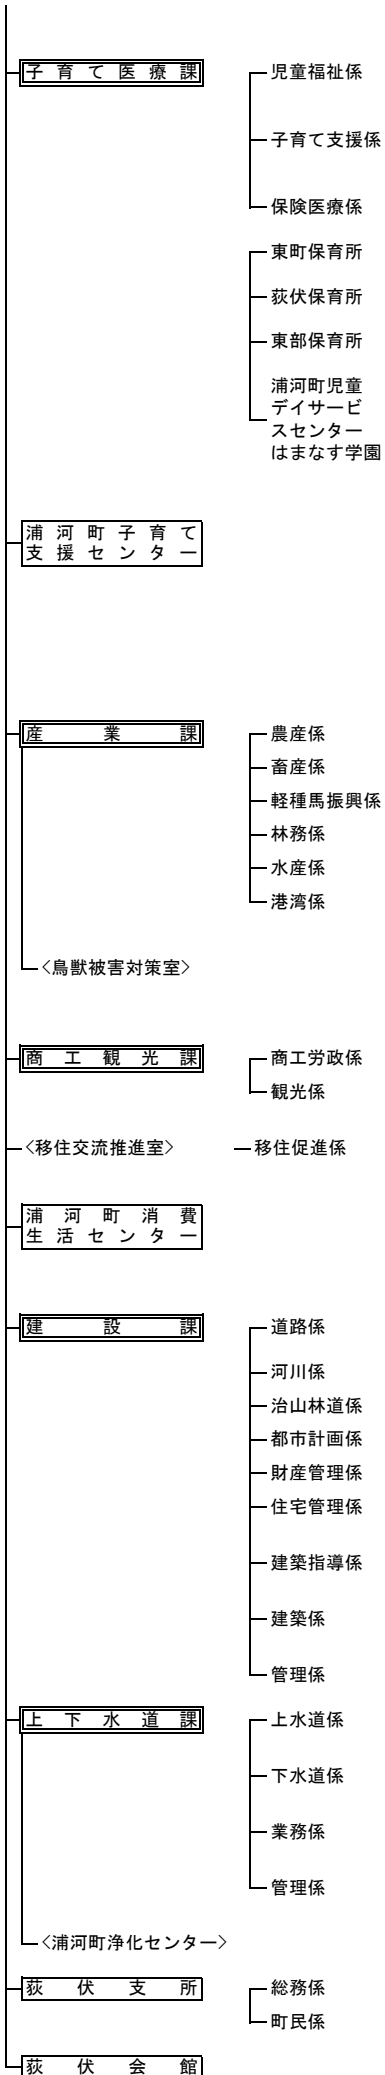 子育て医療課
児童福祉係
子育て支援係
保険医療係
東町保育所
荻伏保育所
東部保育所
浦河町児童
デイサービ
スセンター
はまなす学園
浦河町子育て
支援センター
産業課
農産係
畜産係
軽種馬振興係
林務係
水産係
港湾係
<鳥獣被害対策室>
商工観光課
商工労政係
観光係
<移住交流推進室>
移住促進係
浦河町消費
生活センター
建設課
道路係
河川係
治山林道係
都市計画係
財産管理係
住宅管理係
建築指導係
建築係
管理係
上下水道課
上水道係
下水道係
業務係
管理係
<浦河町浄化センター>
荻伏支所
総務係
町民係
荻伏会館